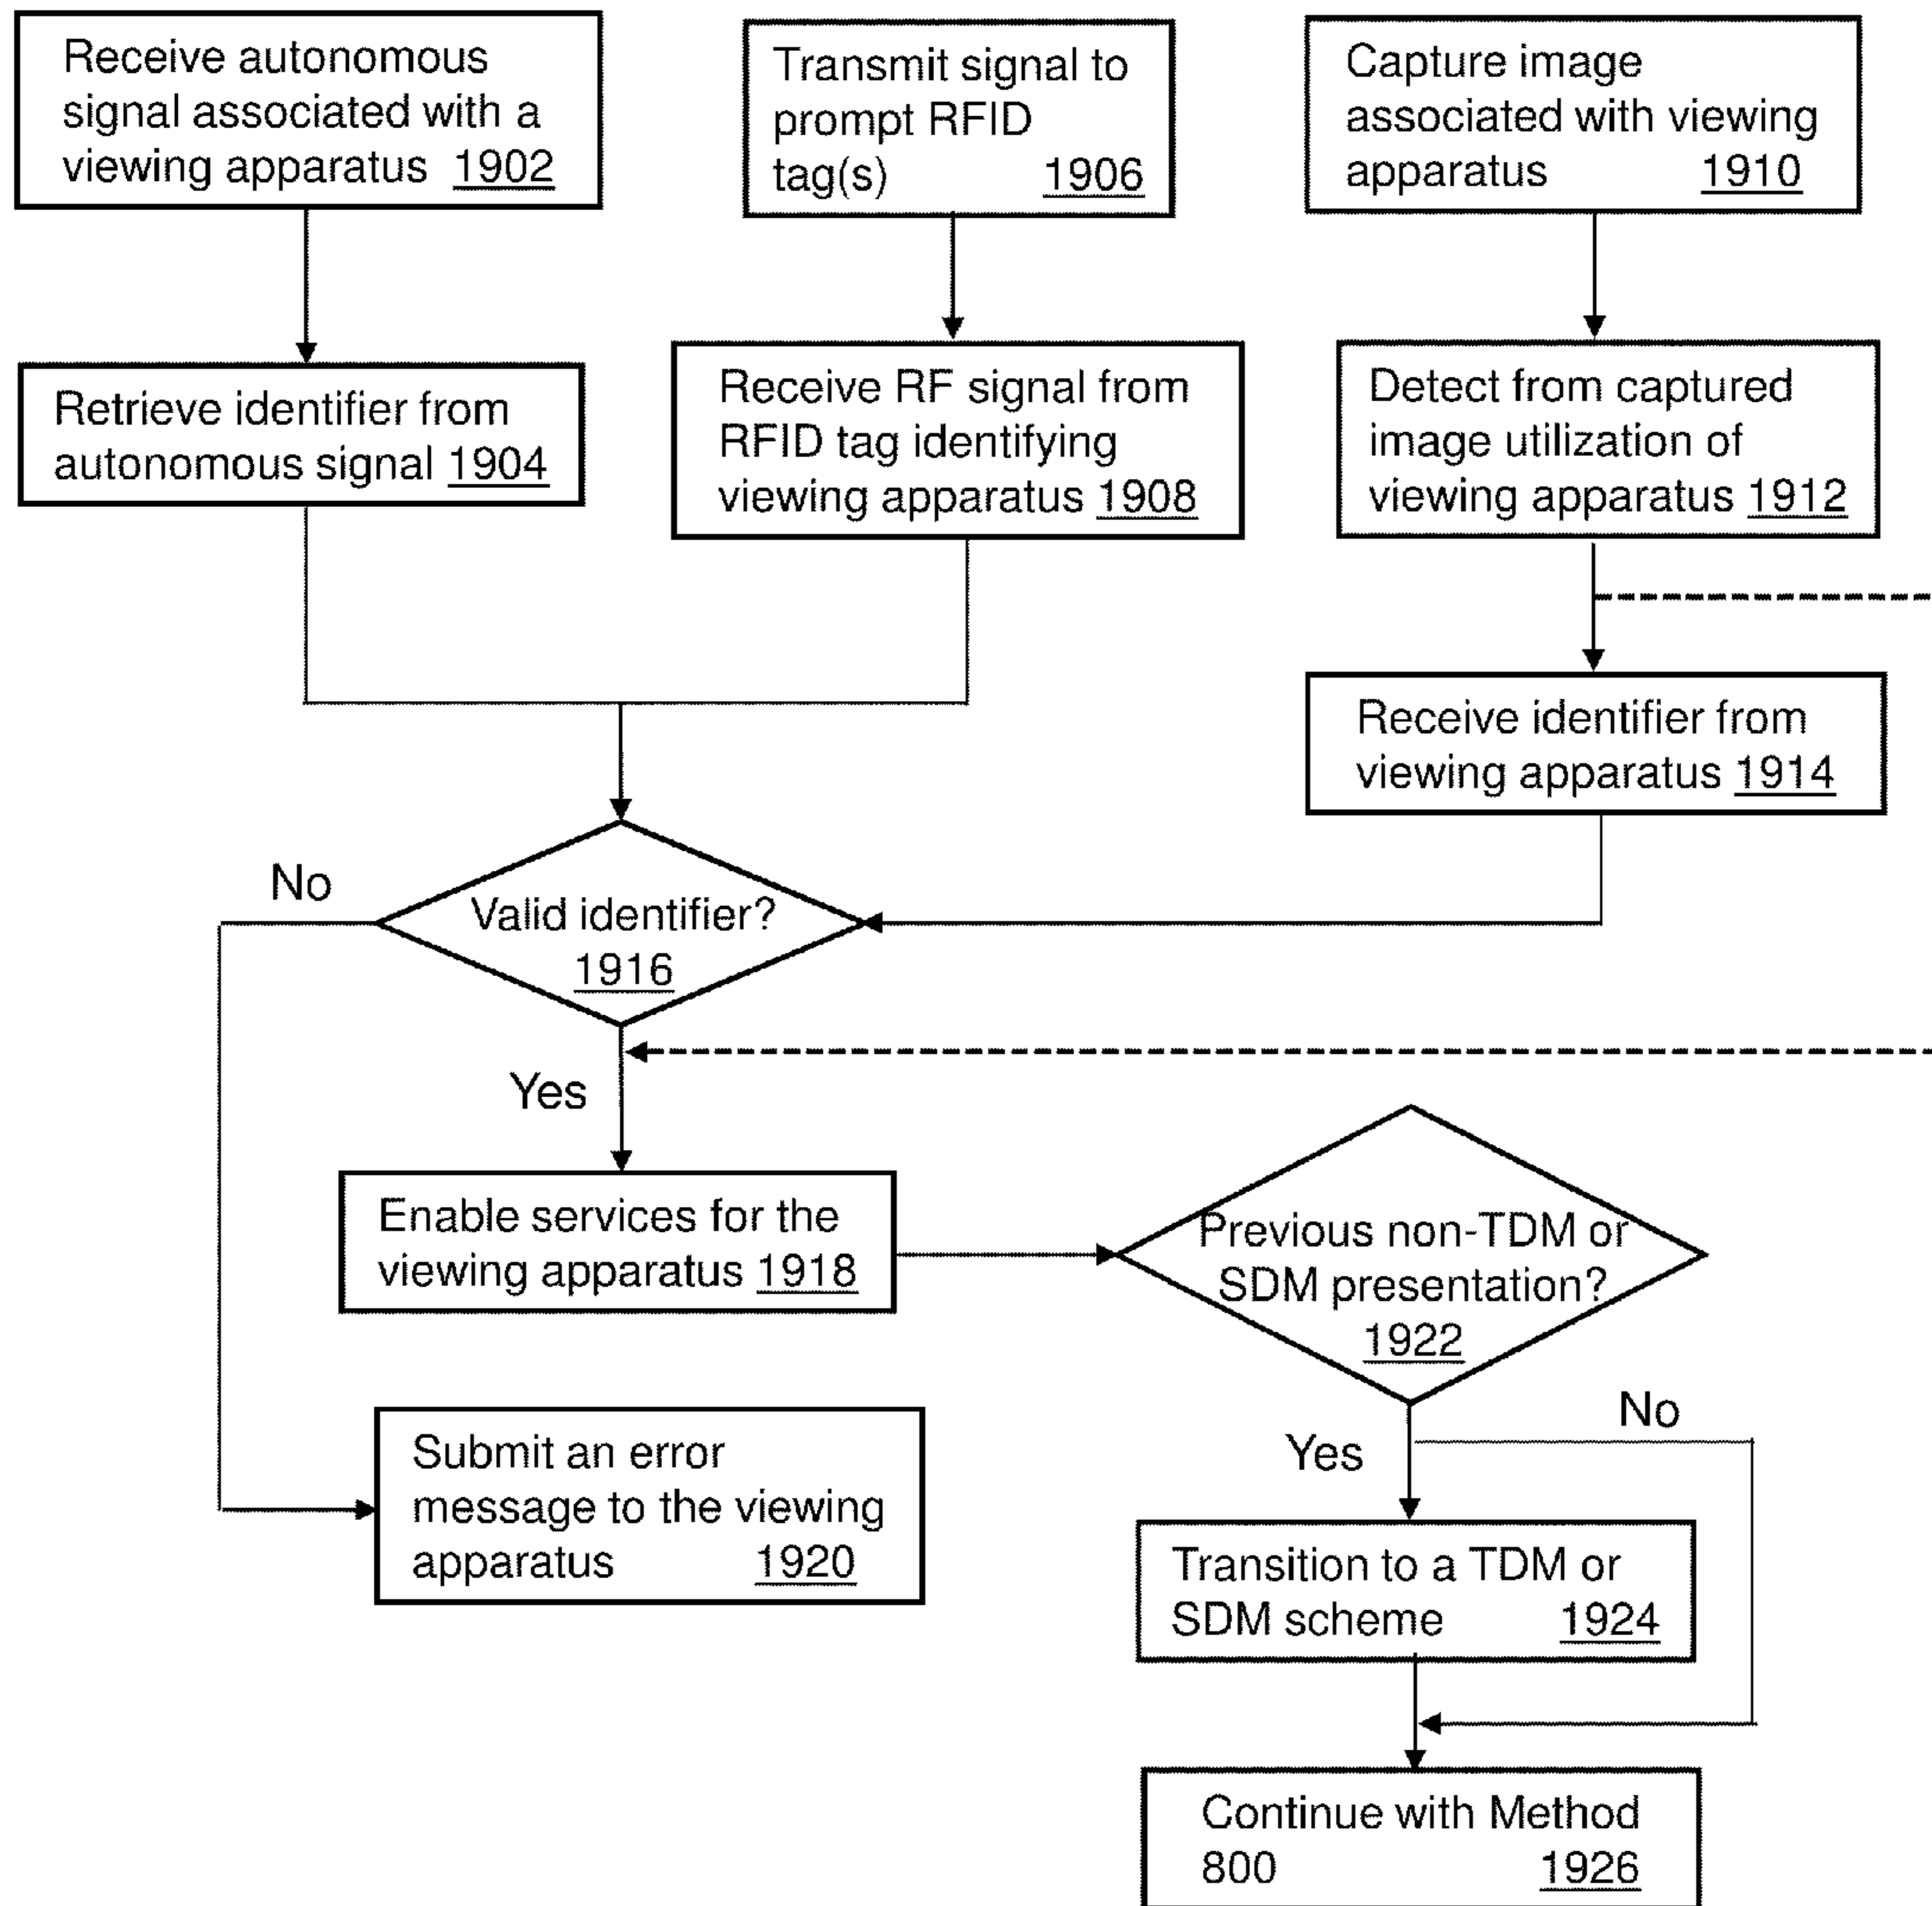 Receive autonomous
signal associated with a
viewing apparatus 1902
Transmit signal to
prompt RFID
tag(s) 1906
Capture image
associated with viewing
apparatus 1910
Retrieve identifier from
autonomous signal 1904
Receive RF signal from
RFID tag identifying
viewing apparatus 1908
Detect from captured
image utilization of
viewing apparatus 1912
Receive identifier from
viewing apparatus 1914
No
Valid identifier?
1916
Yes
Enable services for the
viewing apparatus 1918
Previous non-TDM or
SDM presentation?
1922
No
Yes
Submit an error
message to the viewing
apparatus 1920
Transition to a TDM or
SDM scheme 1924
Continue with Method
800 1926